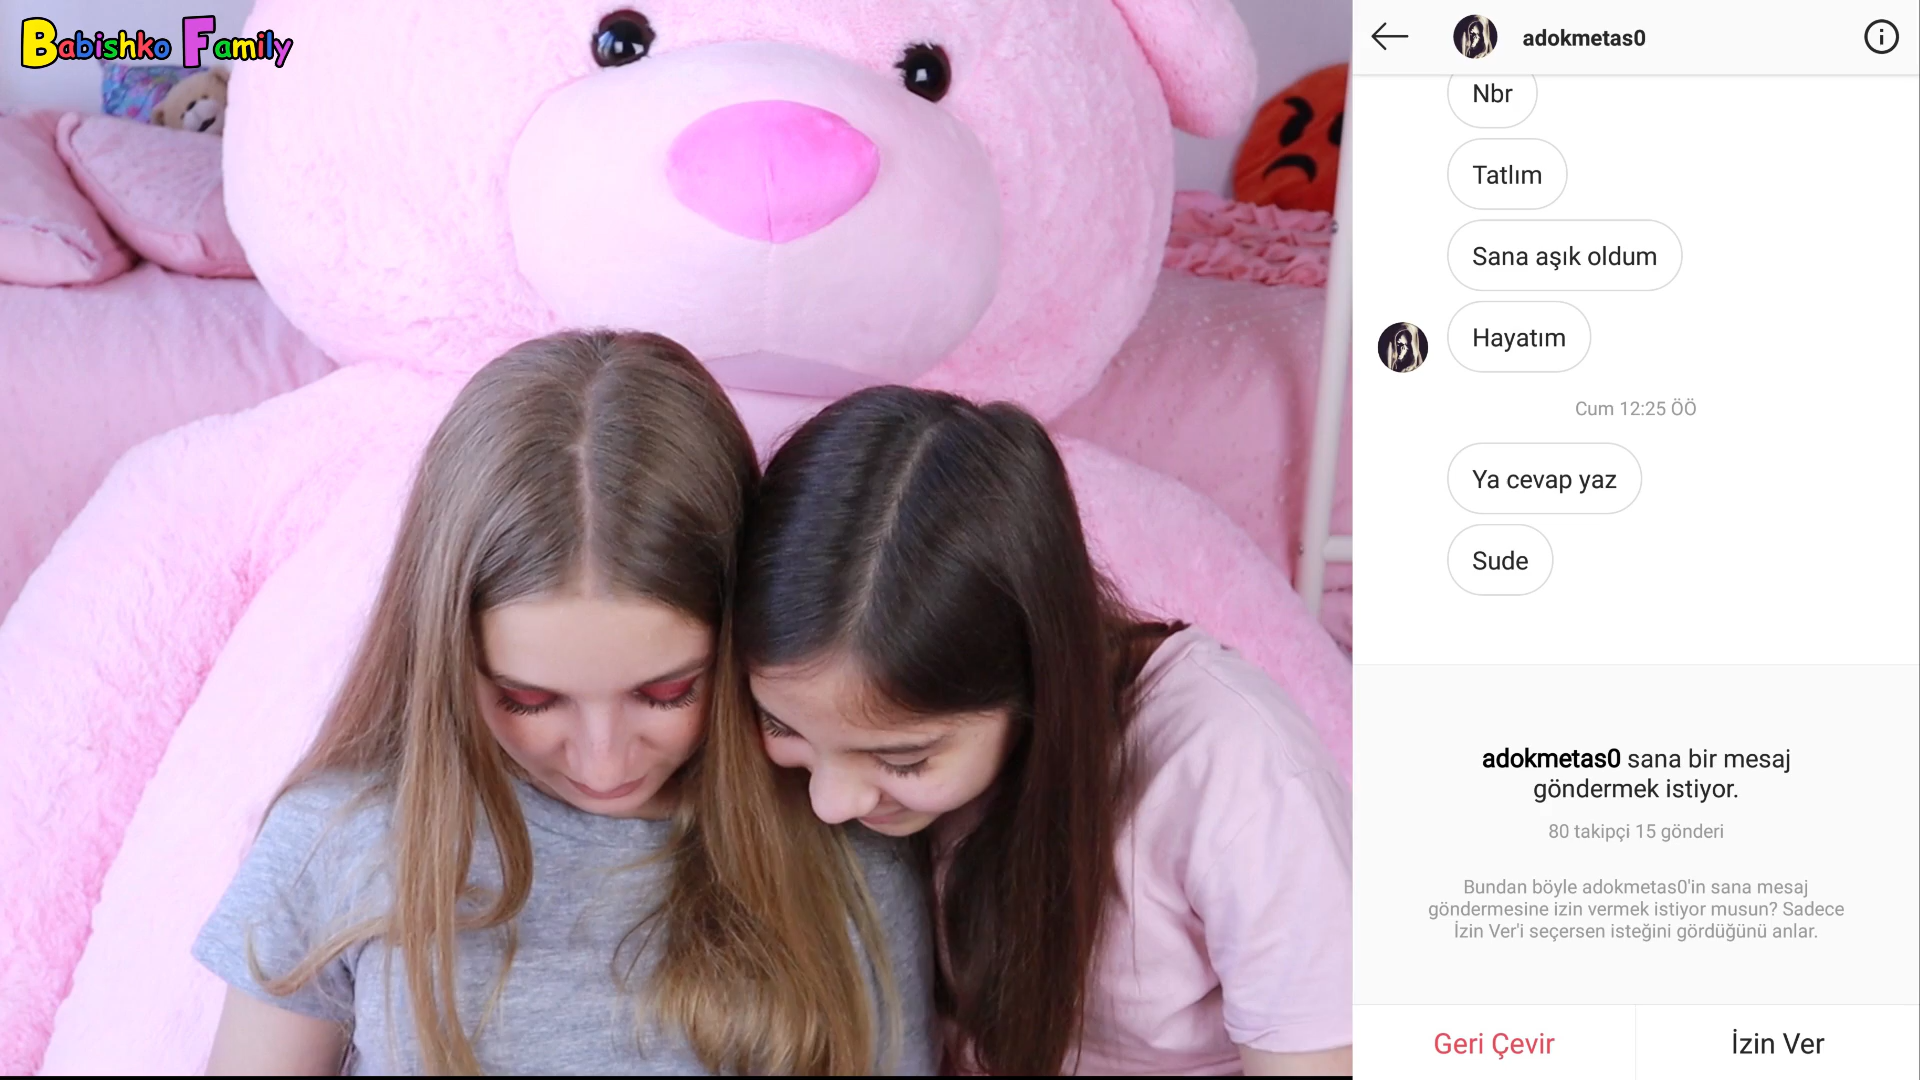 Babishko Family
adokmetas0
Nbr
Tatlım
Sana aşık oldum
Hayatım
Cum 12:25 ÖÖ
Ya cevap yaz
Sude
adokmetas0 sana bir mesaj
göndermek istiyor.
80 takipçi 15 gönderi
Bundan böyle adokmetas0'in sana mesaj
göndermesine izin vermek istiyor musun? Sadece
İzin Ver'i seçersen isteğini gördüğünü anlar.
Geri Çevir
İzin Ver